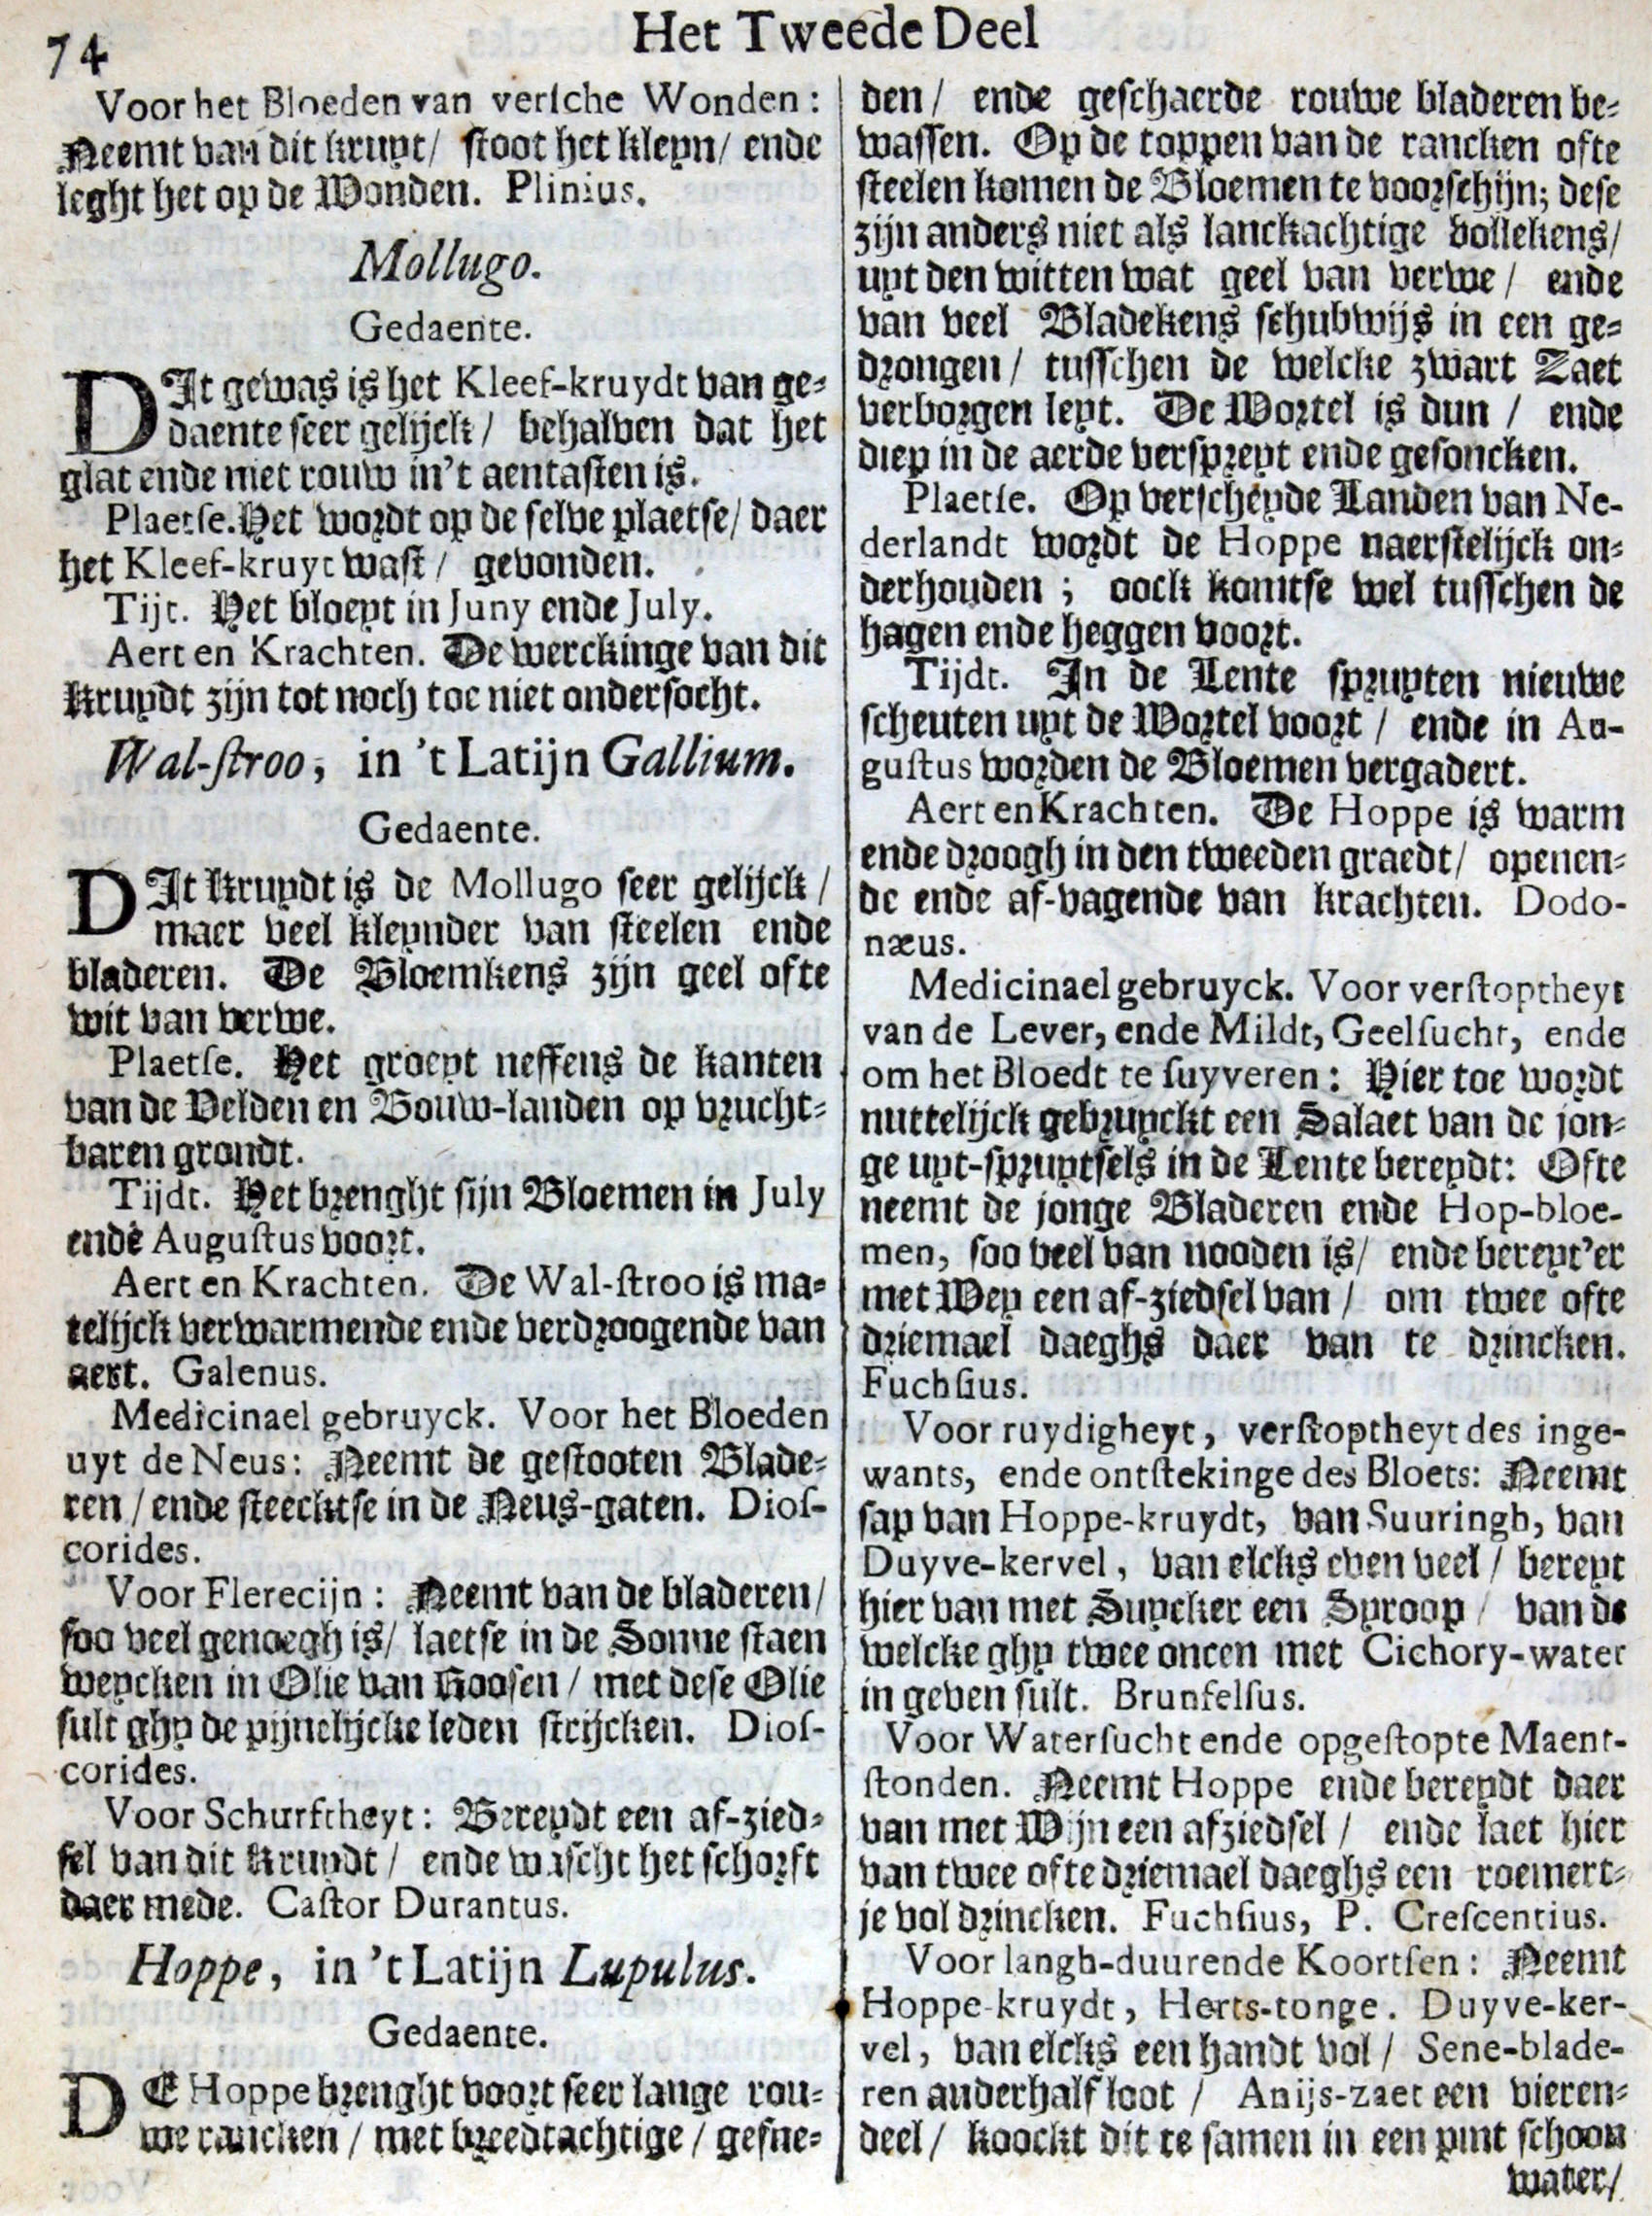 74
Het Tweede Deel
Voor het Bloeden van versche Wonden:
Neemt van dit kruyt/ stoot het kleyn/ ende
leght het op de Wonden. Plinius.
Mollugo.
Gedaente.
DIt gewas is het Kleef-kruydt van ge-
daente seer gelijck/ behalven dat het
glat ende niet rouw in't aentasten is.
Plaetse. Het wordt op de selve plaetse/ daer
het Kleef-kruyt wast/ gevonden.
Tijt. Het bloeyt in Juny ende July.
Aert en Krachten. De werckinge van dit
Kruydt zijn tot noch toe niet ondersocht.
Wal-stroo, in 't Latijn Gallium.
Gedaente.
DIt Kruydt is de Mollugo seer gelijck/
maer veel kleynder van steelen ende
bladeren. De Bloemkens zijn geel ofte
wit van verwe.
Plaetse. Het groeyt neffens de kanten
van de Velden en Bouw-landen op vrucht-
baren grondt.
Tijdt. Het brenght sijn Bloemen in July
ende Augustus voort.
Aert en Krachten. De Wal-stroo is ma-
telijck verwarmende ende verdroogende van
aert. Galenus.
Medicinael gebruyck. Voor het Bloeden
uyt de Neus: Neemt de gestooten Blade-
ren/ ende steecktse in de Neus-gaten. Dios-
corides.
Voor Flerecijn: Neemt van de bladeren/
soo veel genoegh is/ laetse in de Sonne staen
weycken in Olie van Roosen/ met dese Olie
sult ghy de pijnelijcke leden strijcken. Dios-
corides.
Voor Schurftheyt: Bereydt een af-zied-
sel van dit Kruydt/ ende wascht het schorft
daer mede. Castor Durantus.
Hoppe, in 't Latijn Lupulus.
Gedaente.
DE Hoppe brenght voort seer lange rou-
we rancken/ met breedtachtige/ gesne-
den/ ende geschaerde rouwe bladeren be-
wassen. Op de toppen van de rancken ofte
steelen komen de Bloemen te voorschijn; dese
zijn anders niet als lanckachtige bollekens/
uyt den witten wat geel van verwe/ ende
van veel Bladekens schubwijs in een ge-
drongen/ tusschen de welcke zwart Zaet
verborgen leyt. De Wortel is dun/ ende
diep in de aerde verspreyt ende gesoncken.
Plaetse. Op verscheyde Landen van Ne-
derlandt wordt de Hoppe naerstelijck on-
derhouden; oock komtse wel tusschen de
hagen ende heggen voort.
Tijdt. In de Lente spruyten nieuwe
scheuten uyt de Wortel voort/ ende in Au-
gustus worden de Bloemen vergadert.
Aert en Krachten. De Hoppe is warm
ende droogh in den tweeden graedt/ openen-
de ende af-vagende van krachten. Dodo-
næus.
Medicinael gebruyck. Voor verstoptheyt
van de Lever, ende Mildt, Geelsucht, ende
om het Bloedt te suyveren: Hier toe wordt
nuttelijck gebruyckt een Salaet van de jon-
ge uyt-spruytsels in de Lente bereydt: Ofte
neemt de jonge Bladeren ende Hop-bloe-
men, soo veel van nooden is/ ende bereyt'er
met Wey een af-ziedsel van/ om twee ofte
driemael daeghs daer van te drincken.
Fuchsius.
Voor ruydigheyt, verstoptheyt des inge-
wants, ende ontstekinge des Bloets: Neemt
sap van Hoppe-kruydt, van Suuringh, van
Duyve-kervel, van elcks even veel/ bereyt
hier van met Suycker een Syroop/ van de
welcke ghy twee oncen met Cichory-water
in geven sult. Brunfelsus.
Voor Watersucht ende opgestopte Maent-
stonden. Neemt Hoppe ende bereydt daer
van met Wijn een afziedsel/ ende laet hier
van twee ofte driemael daeghs een roemert-
je vol drincken. Fuchsius, P. Crescentius.
Voor langh-duurende Koortsen: Neemt
Hoppe-kruydt, Herts-tonge. Duyve-ker-
vel, van elcks een handt vol/ Sene-blade-
ren anderhalf loot/ Anijs-zaet een vieren-
deel/ koockt dit te samen in een pint schoon
water/